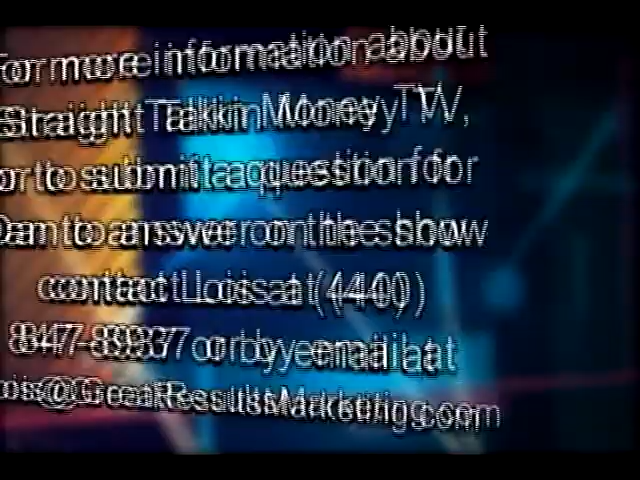 For more information about
Straight Talkin Money TV,
or to submit a question for
Dan to answer on the show
contact Lois at (440)
or by email at
Lois@GreatResultsMarketing.com